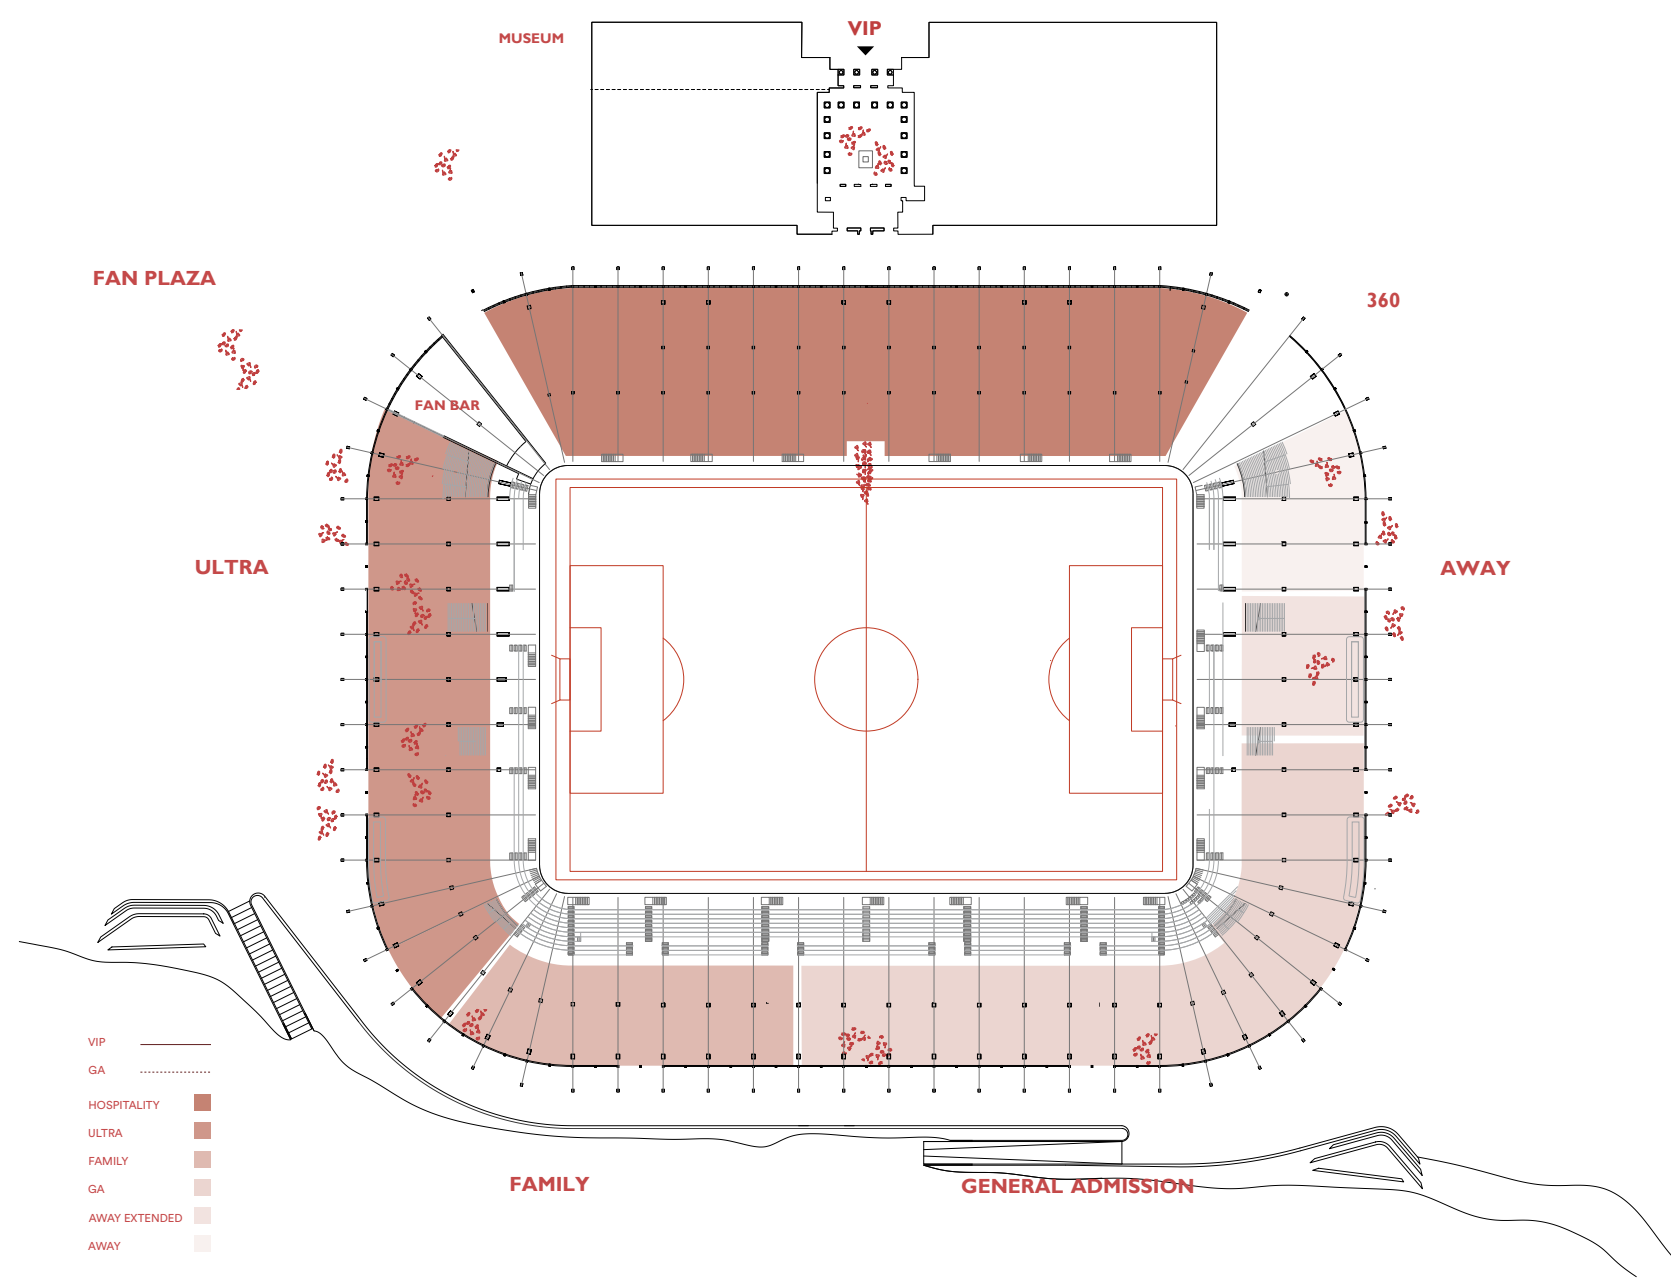 VIP
MUSEUM
FAN PLAZA
360
FAN BAR
ULTRA
AWAY
VIP
GA
HOSPITALITY
ULTRA
FAMILY
GA
AWAY EXTENDED
AWAY
FAMILY
GENERAL ADMISSION